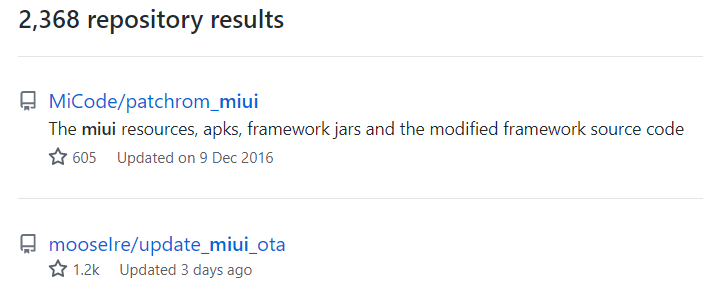 2,368 repository results
MiCode/patchrom_miui
The miui resources, apks, framework jars and the modified framework source code
605 Updated on 9 Dec 2016
mooseIre/update_miui_ota
1.2k Updated 3 days ago